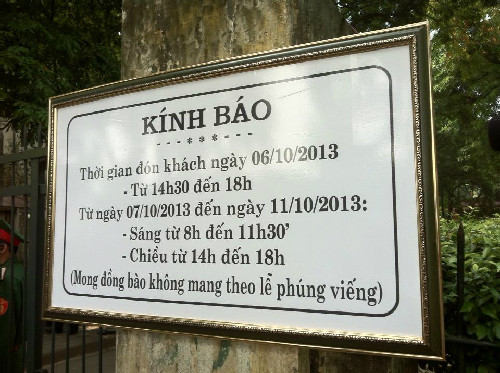 KÍNH BÁO
- - - * * * - - -
Thời gian đón khách ngày 06/10/2013
- Từ 14h30 đến 18h
Từ ngày 07/10/2013 đến ngày 11/10/2013:
- Sáng từ 8h đến 11h30'
- Chiều từ 14h đến 18h
(Mong đồng bào không mang theo lễ phúng viếng)